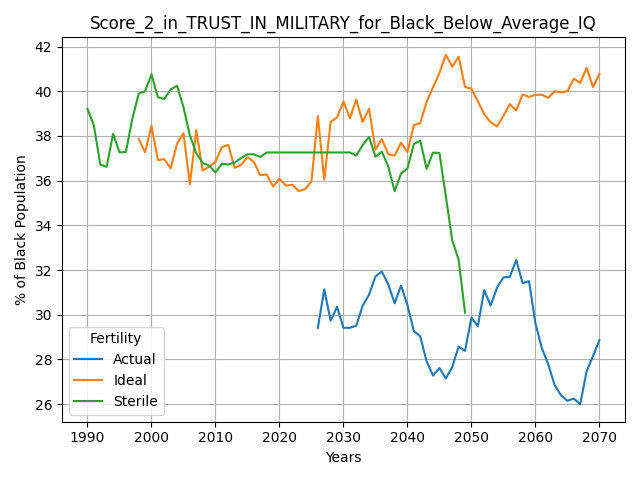 Score_2_in_TRUST_IN_MILITARY_for_Black_Below_Average_IQ
% of Black Population
42
40
38
36
34
32
30
28
26
Fertility
Actual
Ideal
Sterile
1990 2000 2010 2020 2030 2040 2050 2060 2070
Years